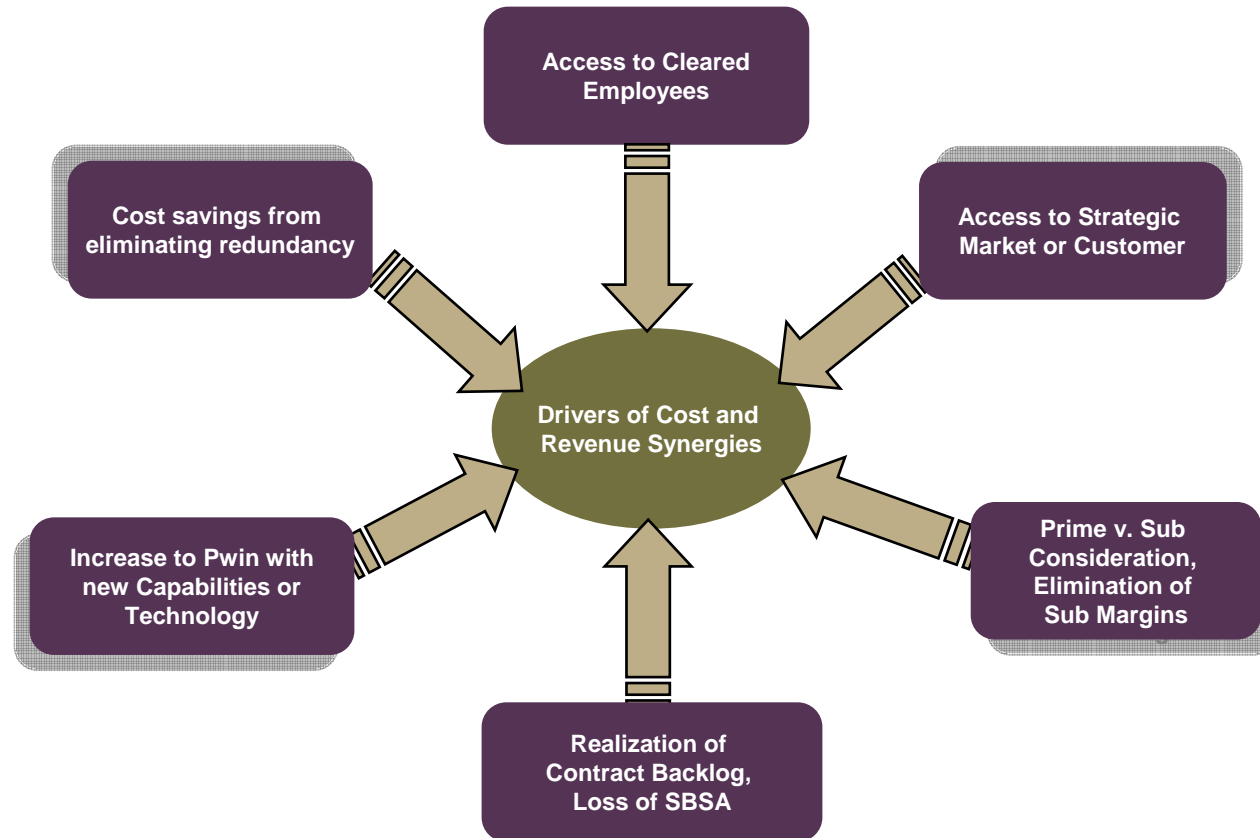 Access to Cleared
Employees
Cost savings from
eliminating redundancy
Access to Strategic
Market or Customer
Drivers of Cost and
Revenue Synergies
Increase to Pwin with
new Capabilities or
Technology
Prime v. Sub
Consideration,
Elimination of
Sub Margins
Realization of
Contract Backlog,
Loss of SBSA